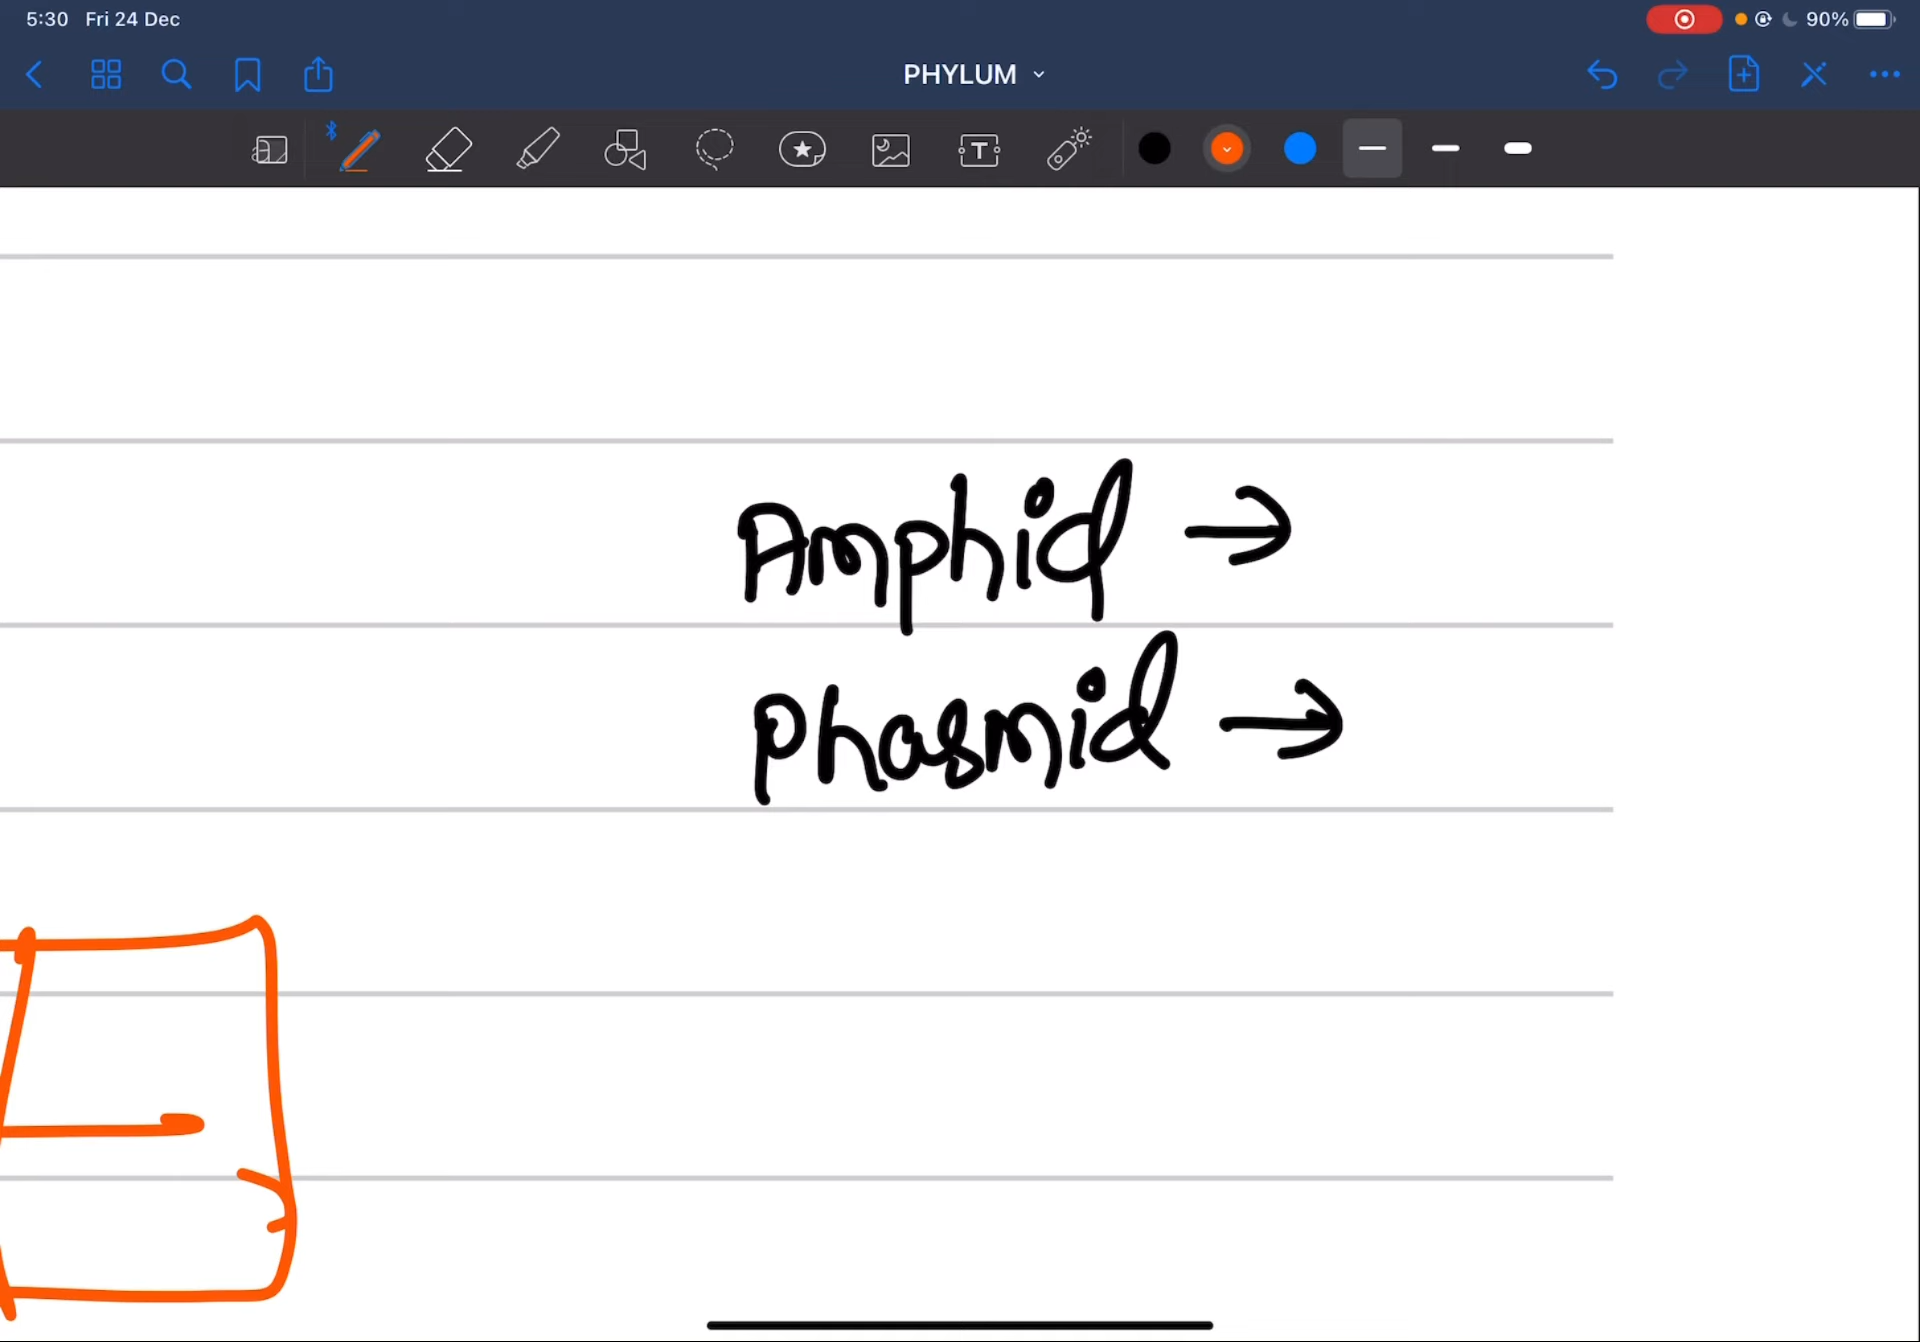 5:30 Fri 24 Dec 90%
PHYLUM
T
Amphid →
Phasmid →